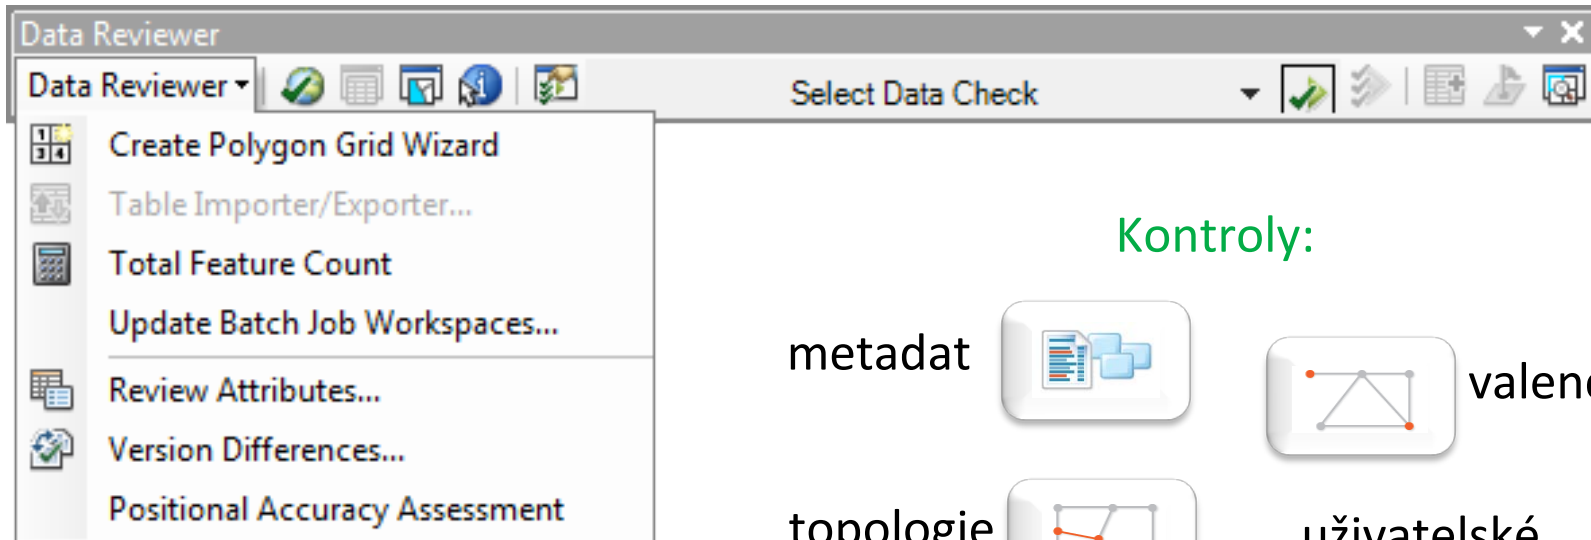 Data Reviewer
Data Reviewer
Select Data Check
Create Polygon Grid Wizard
Table Importer/Exporter...
Total Feature Count
Update Batch Job Workspaces...
Review Attributes...
Version Differences...
Positional Accuracy Assessment
Kontroly:
metadat
topologie
uživatelské